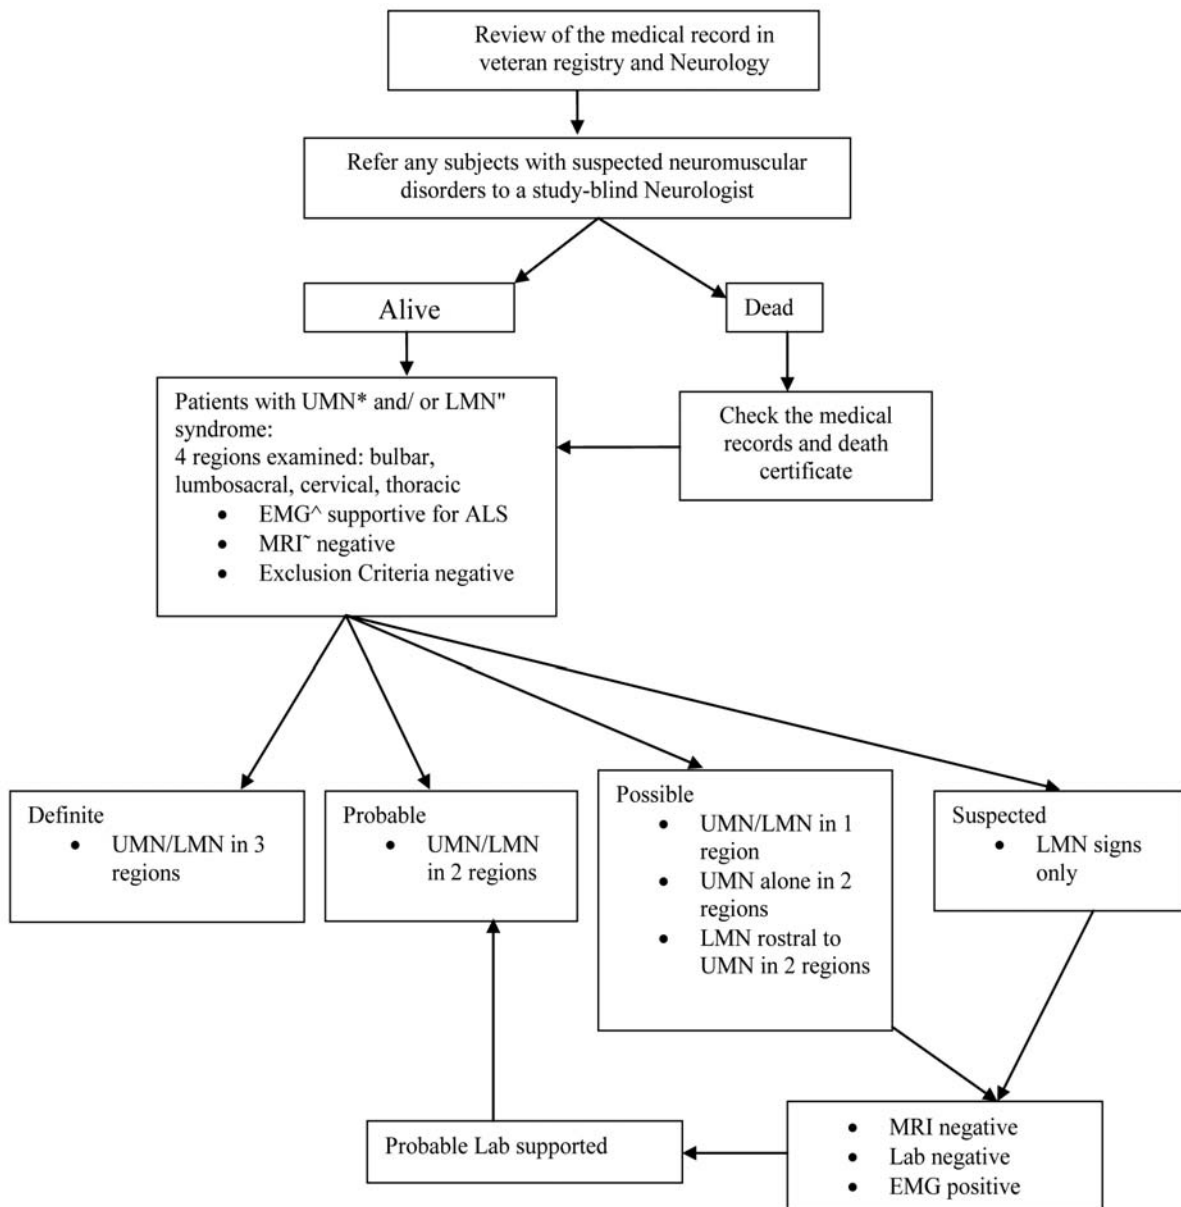 Review of the medical record in
veteran registry and Neurology
Refer any subjects with suspected neuromuscular
disorders to a study-blind Neurologist
Alive
Dead
Patients with UMN* and/ or LMN"
syndrome:
4 regions examined: bulbar,
lumbosacral, cervical, thoracic
• EMG^ supportive for ALS
• MRI~ negative
• Exclusion Criteria negative
Check the medical
records and death
certificate
Definite
• UMN/LMN in 3
regions
Probable
• UMN/LMN
in 2 regions
Possible
• UMN/LMN in 1
region
• UMN alone in 2
regions
• LMN rostral to
UMN in 2 regions
Suspected
• LMN signs
only
Probable Lab supported
• MRI negative
• Lab negative
• EMG positive